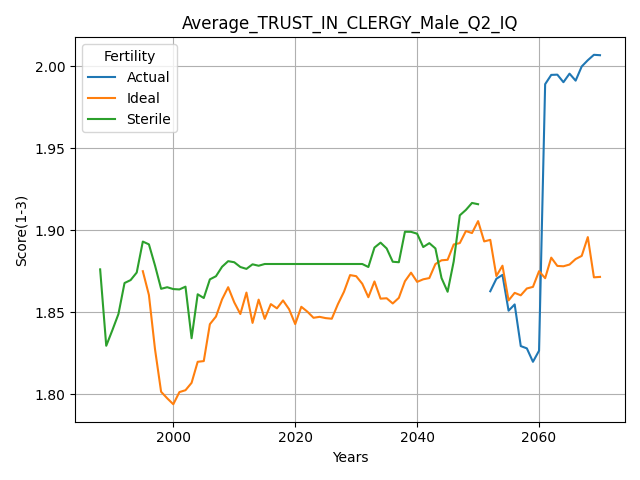 Average_TRUST_IN_CLERGY_Male_Q2_IQ
Fertility
Actual
Ideal
Sterile
Score(1-3)
2.00
1.95
1.90
1.85
1.80
2000
2020
2040
2060
Years